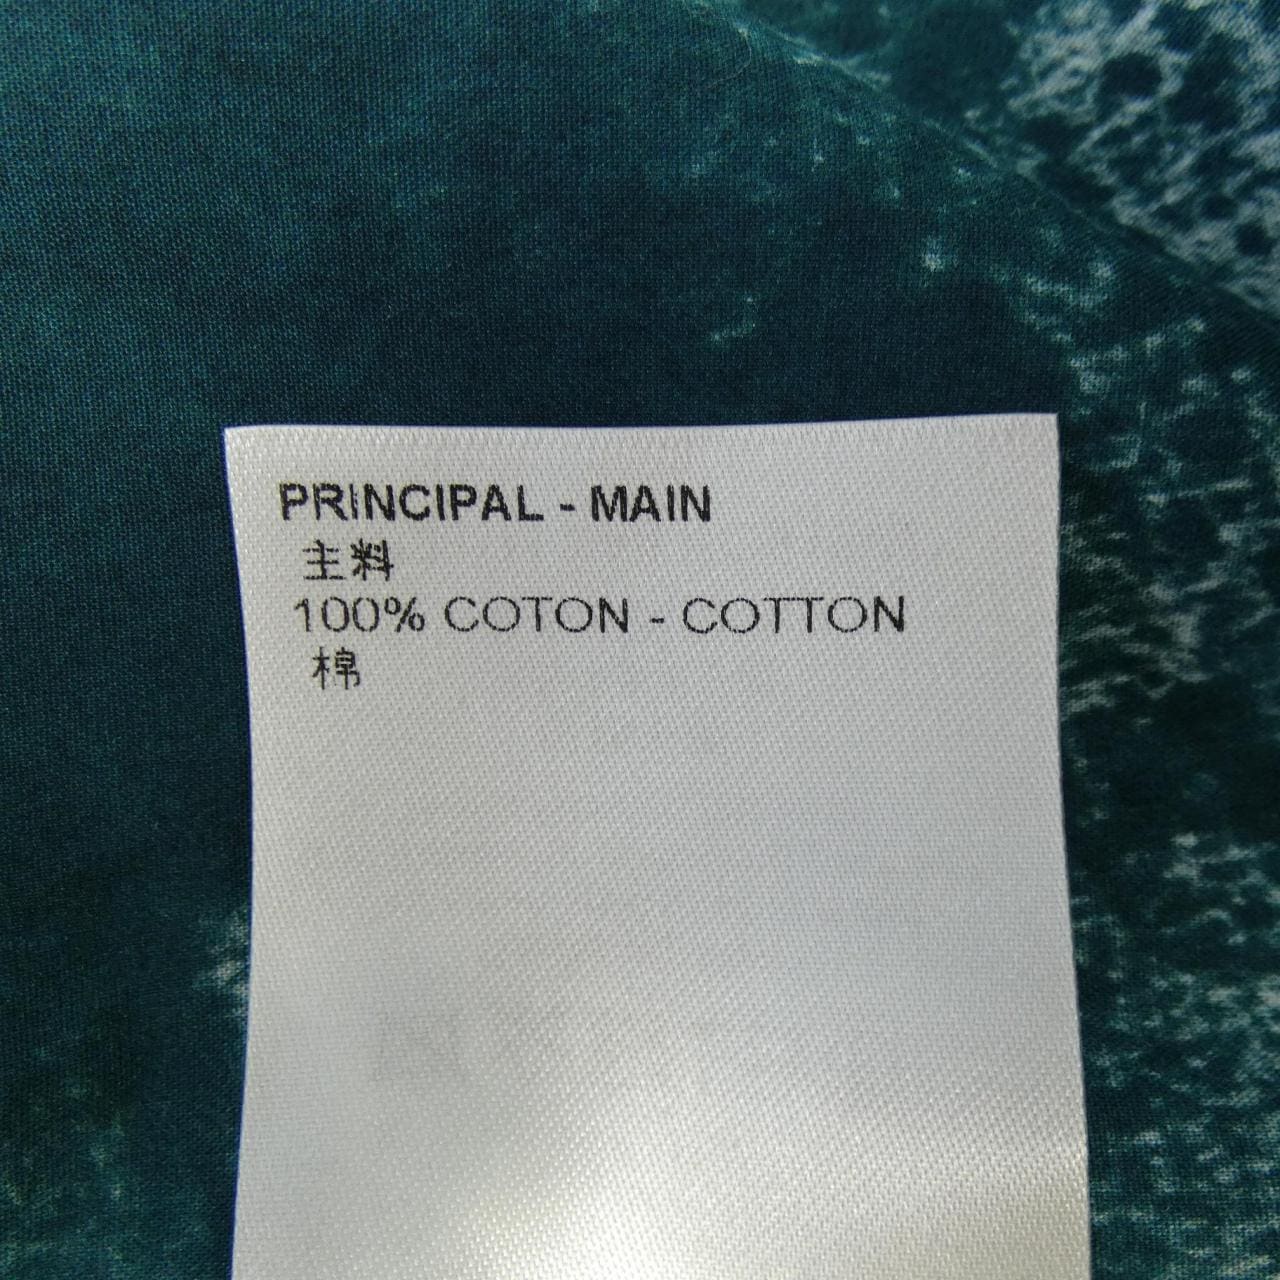 PRINCIPAL - MAIN
主料
100% COTON - COTTON
棉